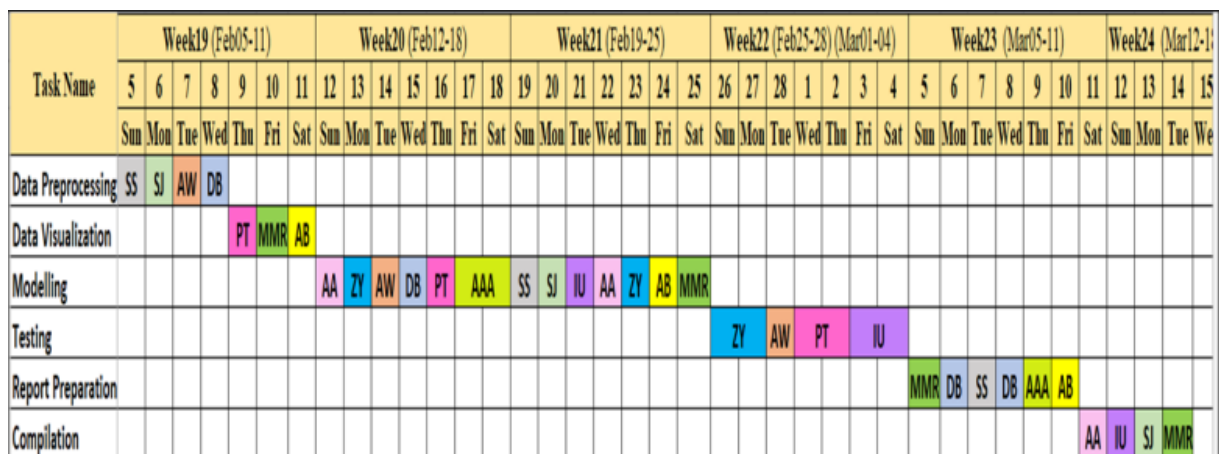 Week19 (Feb05-11) Week20 (Feb12-18) Week21 (Feb19-25) Week22 (Feb25-28) (Mar01-04) Week23 (Mar05-11) Week24 (Mar12-18
Task Name 5 6 7 8 9 10 11 12 13 14 15 16 17 18 19 20 21 22 23 24 25 26 27 28 1 2 3 4 5 6 7 8 9 10 11 12 13 14 15
Sun Mon Tue Wed Thu Fri Sat Sun Mon Tue Wed Thu Fri Sat Sun Mon Tue Wed Thu Fri Sat Sun Mon Tue Wed Thu Fri Sat Sun Mon Tue Wed Thu Fri Sat Sun Mon Tue We
Data Preprocessing SS SJ AW DB
Data Visualization PT MMR AB
Modelling AA ZY AW DB PT AAA SS SJ IU AA ZY AB MMR
Testing ZY AW PT IU
Report Preparation MMR DB SS DB AAA AB
Compilation AA IU SJ MMR